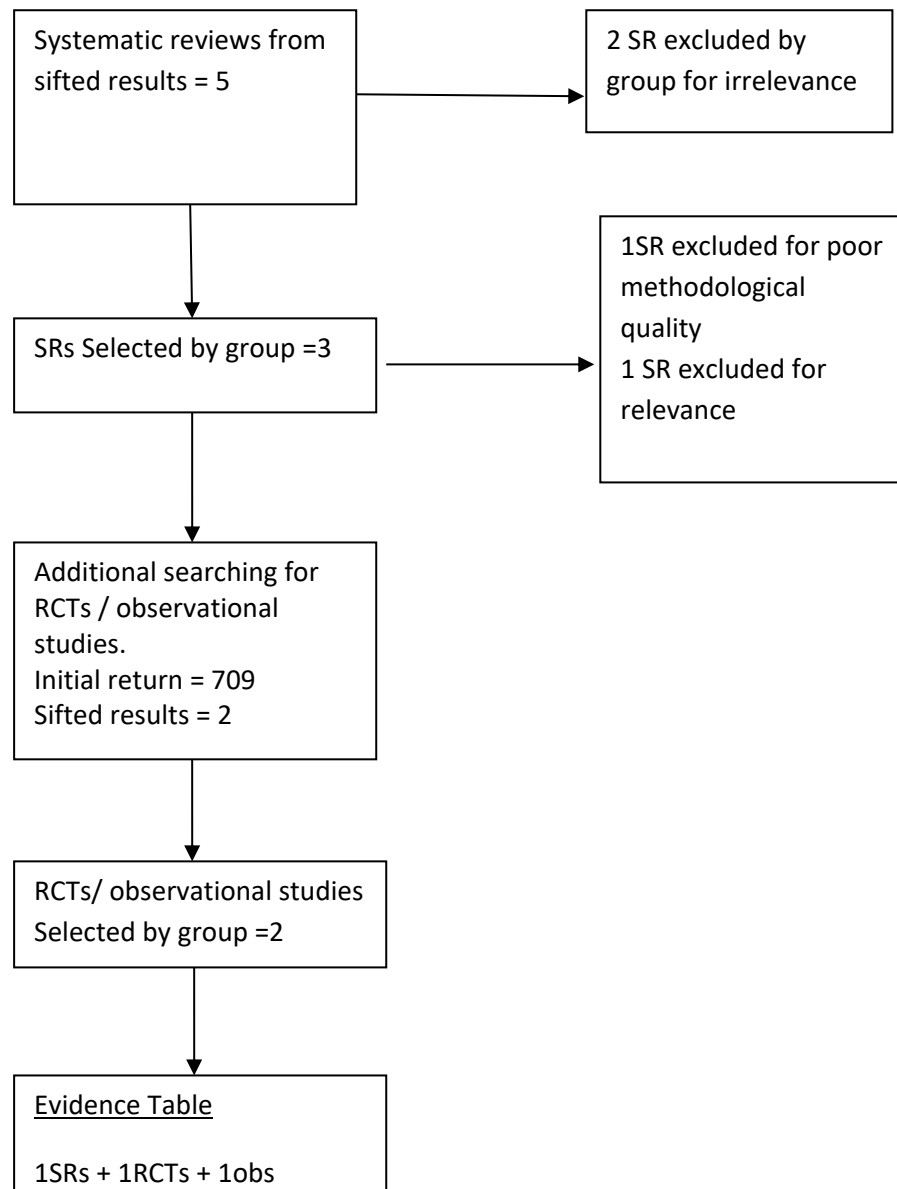 Systematic reviews from
sifted results = 5
2 SR excluded by
group for irrelevance
1SR excluded for poor
methodological
quality
1 SR excluded for
relevance
SRs Selected by group =3
Additional searching for
RCTs / observational
studies.
Initial return = 709
Sifted results = 2
RCTs/ observational studies
Selected by group =2
Evidence Table
1SRs + 1RCTs + 1obs